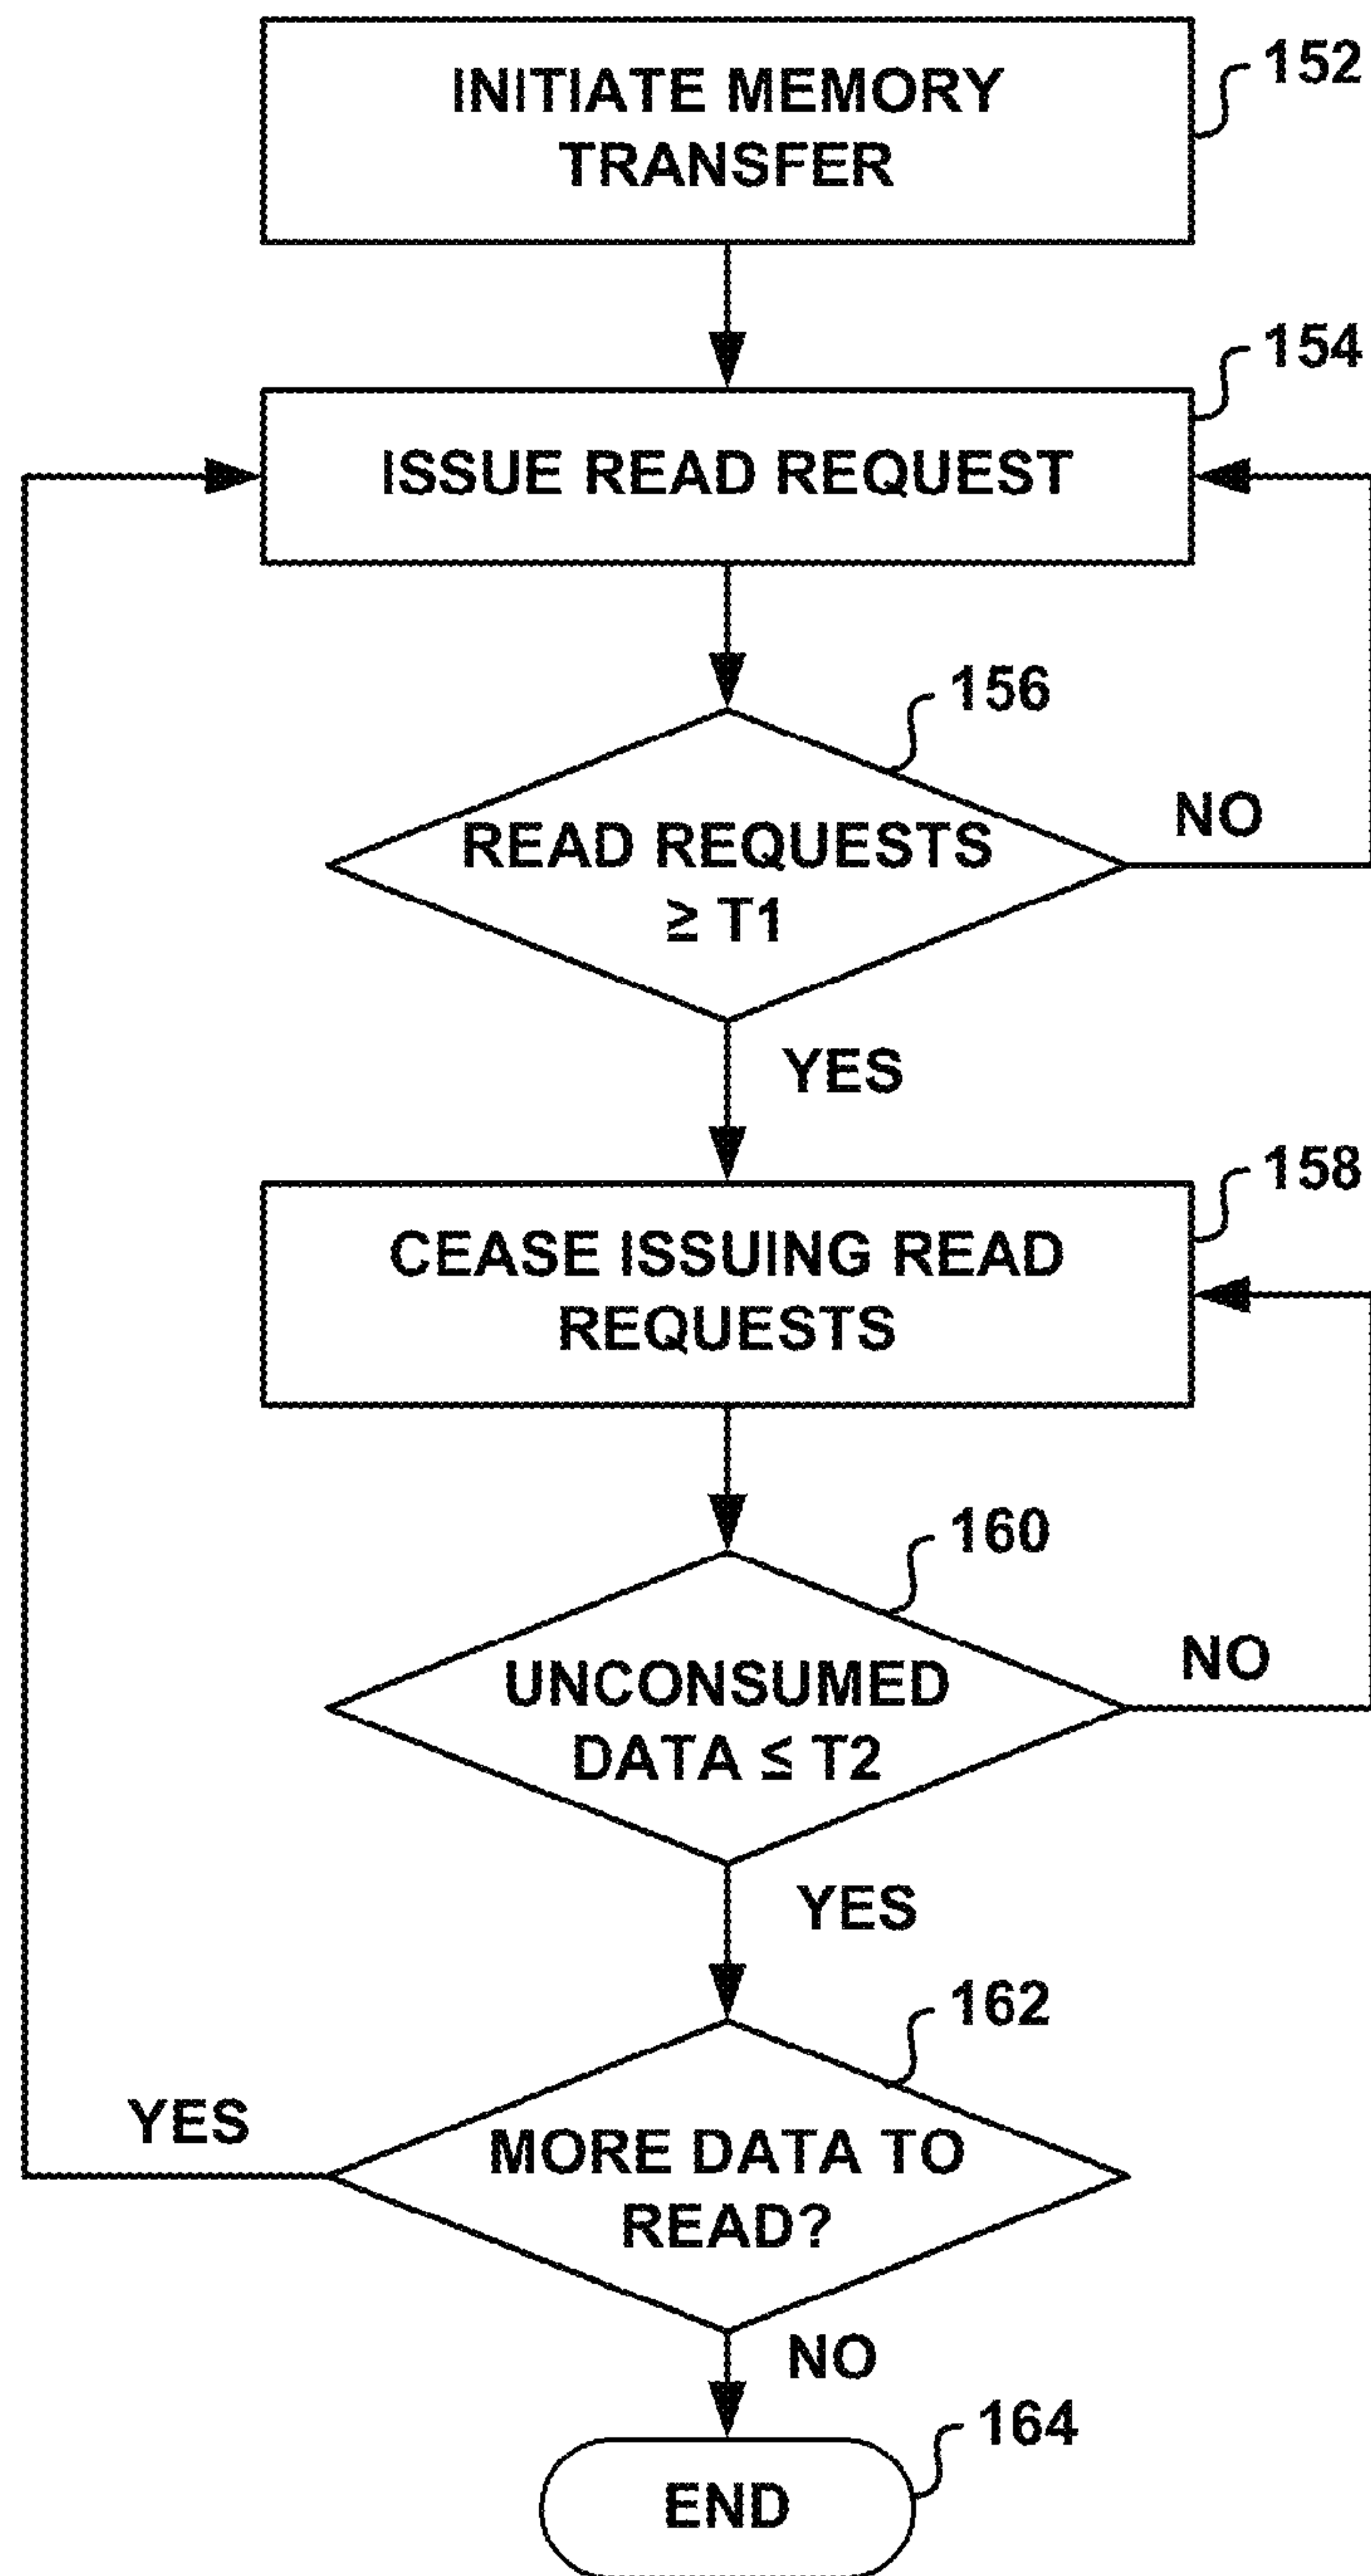 INITIATE MEMORY
TRANSFER
152
154
ISSUE READ REQUEST
156
READ REQUESTS
≥ T1
NO
YES
158
CEASE ISSUING READ
REQUESTS
160
UNCONSUMED
DATA ≤ T2
NO
YES
162
MORE DATA TO
READ?
YES
NO
164
END